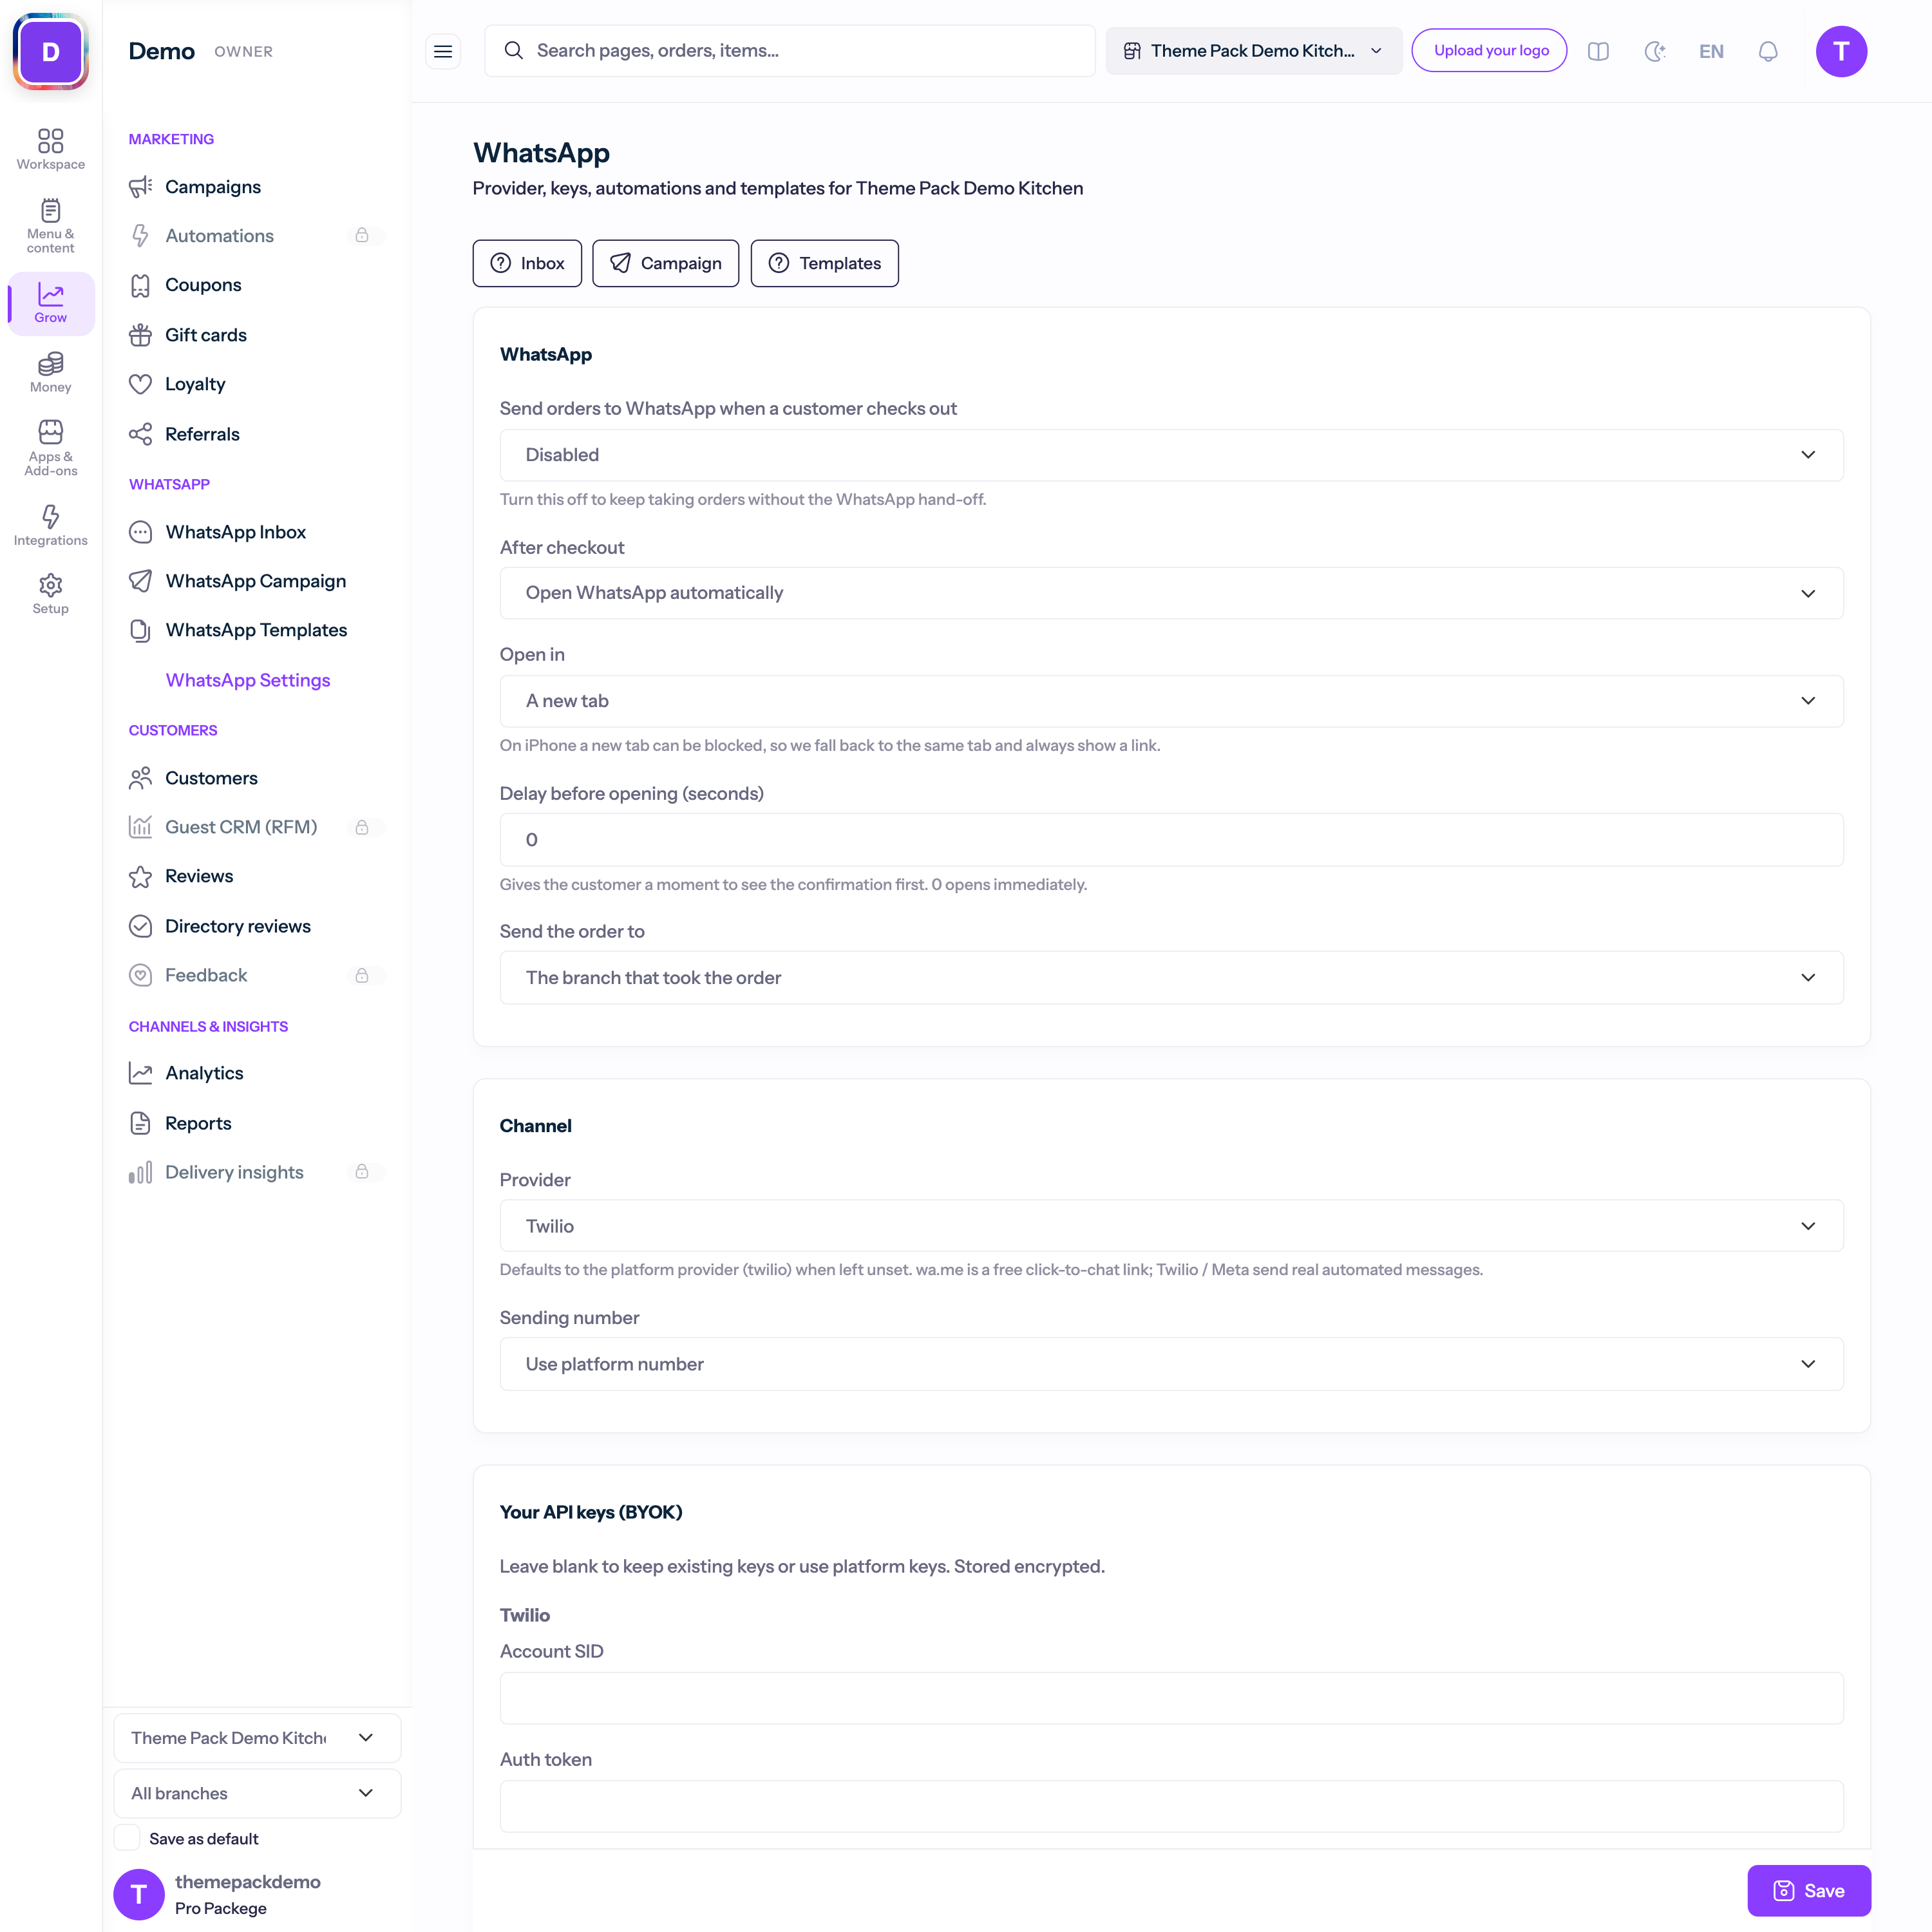 D
Demo OWNER
Search pages, orders, items...
Theme Pack Demo Kitch...
Upload your logo
EN
T
Workspace
Menu &
content
Grow
Money
Apps &
Add-ons
Integrations
Setup
MARKETING
Campaigns
Automations
Coupons
Gift cards
Loyalty
Referrals
WHATSAPP
WhatsApp Inbox
WhatsApp Campaign
WhatsApp Templates
WhatsApp Settings
CUSTOMERS
Customers
Guest CRM (RFM)
Reviews
Directory reviews
Feedback
CHANNELS & INSIGHTS
Analytics
Reports
Delivery insights
Theme Pack Demo Kitche
All branches
Save as default
T
themepackdemo
Pro Packege
WhatsApp
Provider, keys, automations and templates for Theme Pack Demo Kitchen
Inbox
Campaign
Templates
WhatsApp
Send orders to WhatsApp when a customer checks out
Disabled
Turn this off to keep taking orders without the WhatsApp hand-off.
After checkout
Open WhatsApp automatically
Open in
A new tab
On iPhone a new tab can be blocked, so we fall back to the same tab and always show a link.
Delay before opening (seconds)
0
Gives the customer a moment to see the confirmation first. 0 opens immediately.
Send the order to
The branch that took the order
Channel
Provider
Twilio
Defaults to the platform provider (twilio) when left unset. wa.me is a free click-to-chat link; Twilio / Meta send real automated messages.
Sending number
Use platform number
Your API keys (BYOK)
Leave blank to keep existing keys or use platform keys. Stored encrypted.
Twilio
Account SID
Auth token
Save